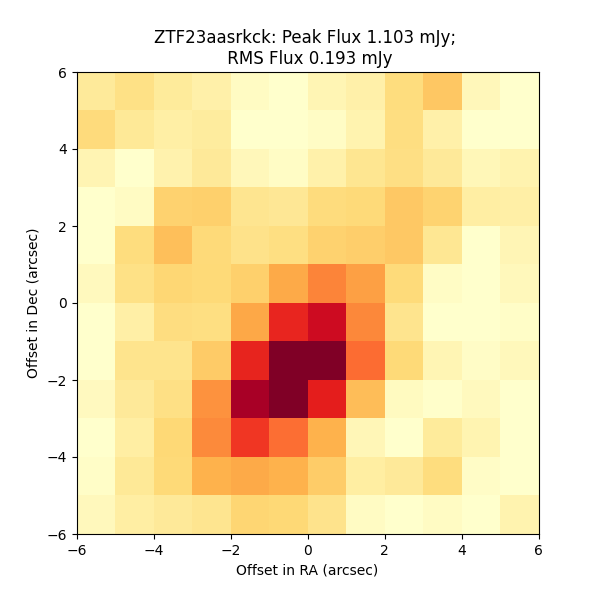 ZTF23aasrkck: Peak Flux 1.103 mJy;
RMS Flux 0.193 mJy
6
4
2
0
−2
−4
−6
Offset in Dec (arcsec)
−6 −4 −2 0 2 4 6
Offset in RA (arcsec)